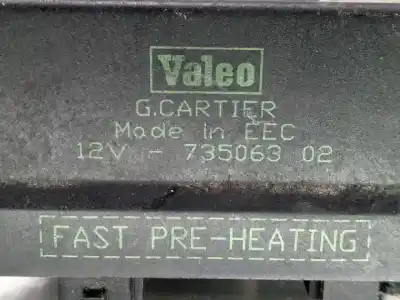 Valeo
G.CARTIER
Made in EEC
12V - 735063 02
FAST PRE-HEATING